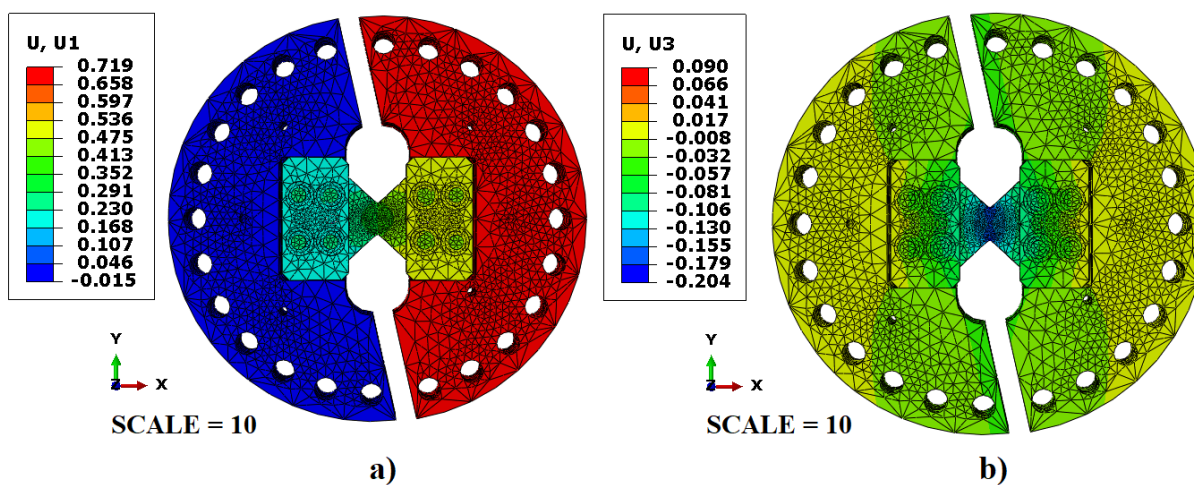 U, U1
0.719
0.658
0.597
0.536
0.475
0.413
0.352
0.291
0.230
0.168
0.107
0.046
-0.015
Y
Z
X
SCALE = 10
a)
U, U3
0.090
0.066
0.041
0.017
-0.008
-0.032
-0.057
-0.081
-0.106
-0.130
-0.155
-0.179
-0.204
Y
Z
X
SCALE = 10
b)